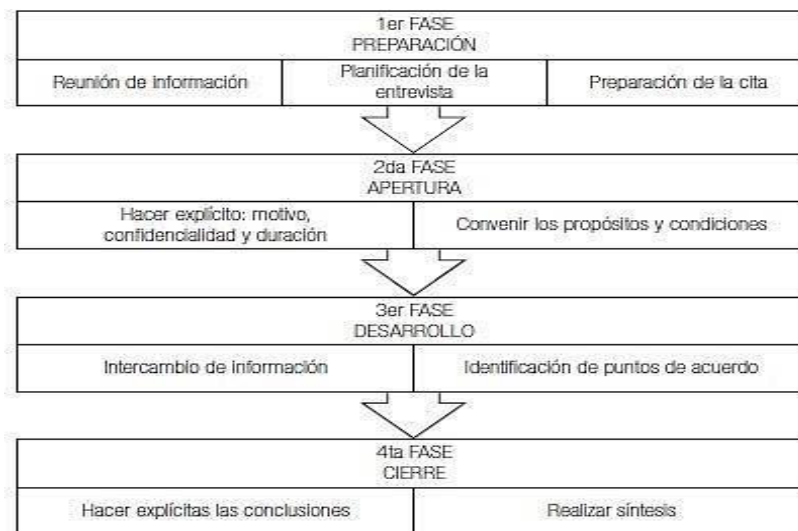 1er FASE
PREPARACIÓN
Reunión de información
Planificación de la
entrevista
Preparación de la cita
2da FASE
APERTURA
Hacer explícito: motivo,
confidencialidad y duración
Convenir los propósitos y condiciones
3er FASE
DESARROLLO
Intercambio de información
Identificación de puntos de acuerdo
4ta FASE
CIERRE
Hacer explícitas las conclusiones
Realizar síntesis